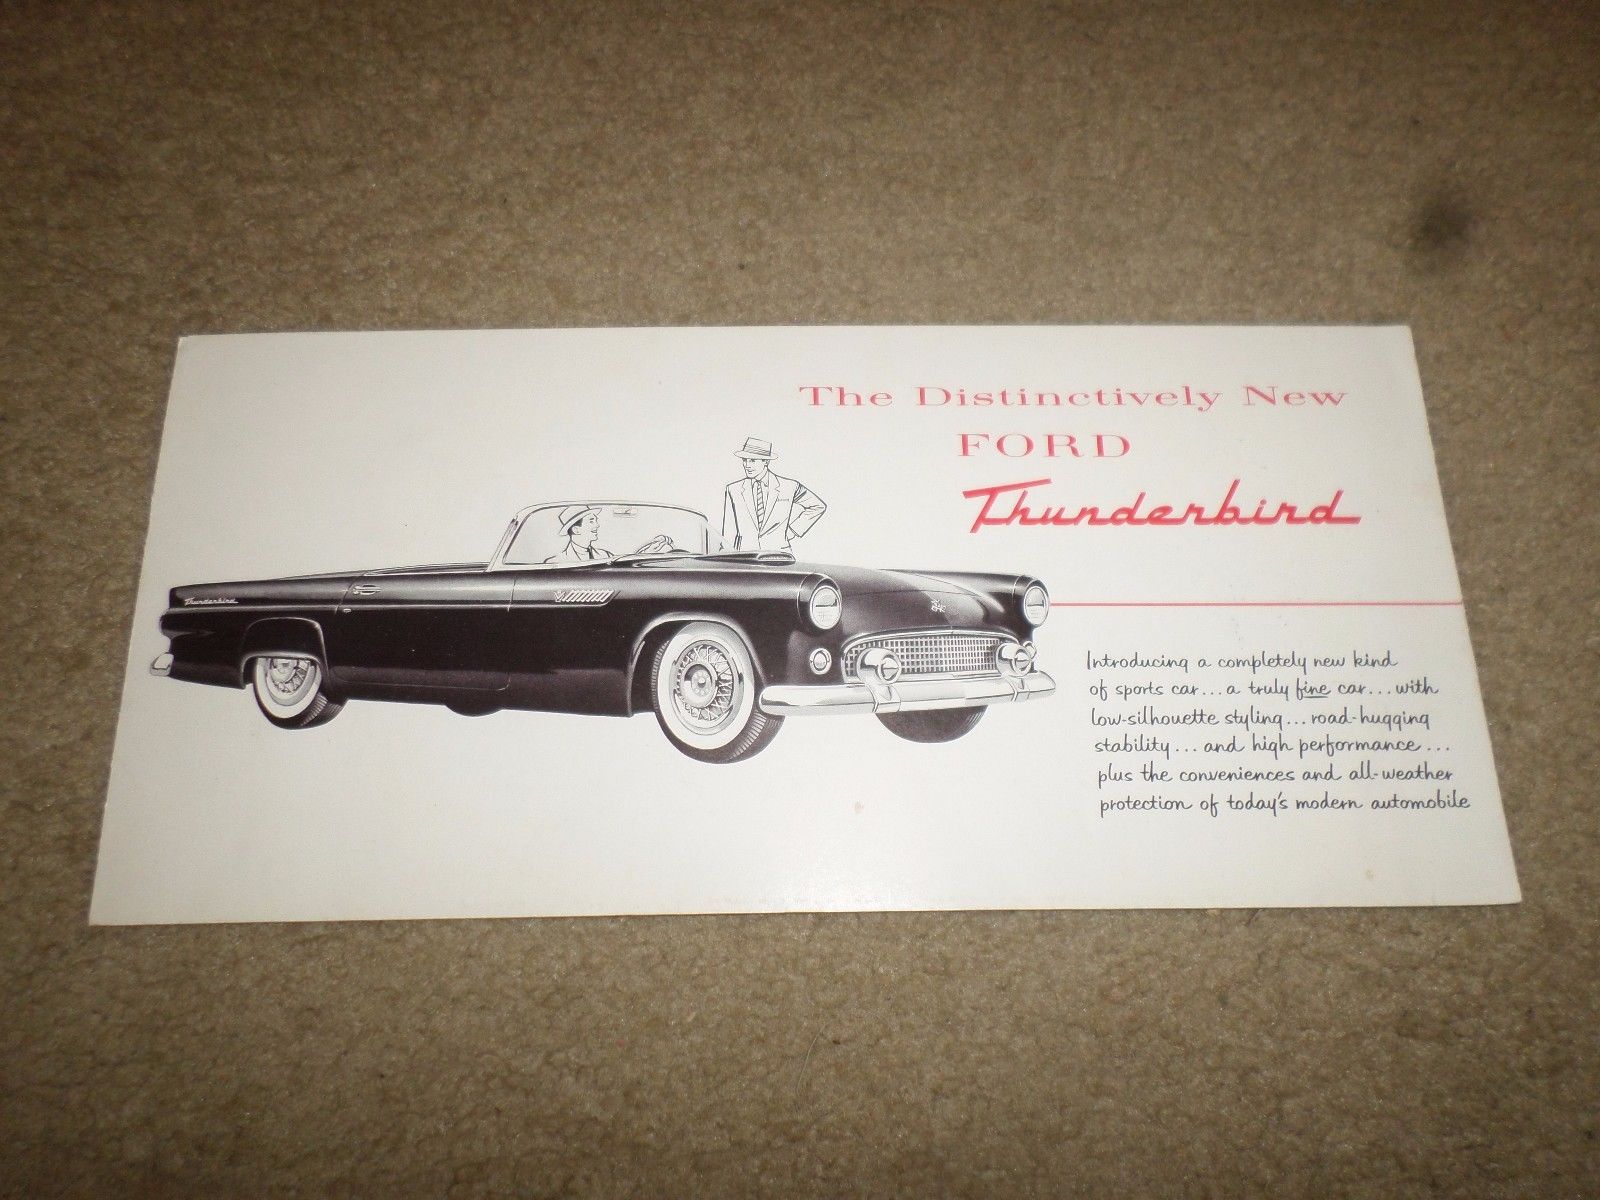 The Distinctively New
FORD
Thunderbird
Thunderbird
Introducing a completely new kind
of sports car...a truly fine car...with
low-silhouette styling...road-hugging
stability...and high performance...
plus the conveniences and all-weather
protection of today's modern automobile